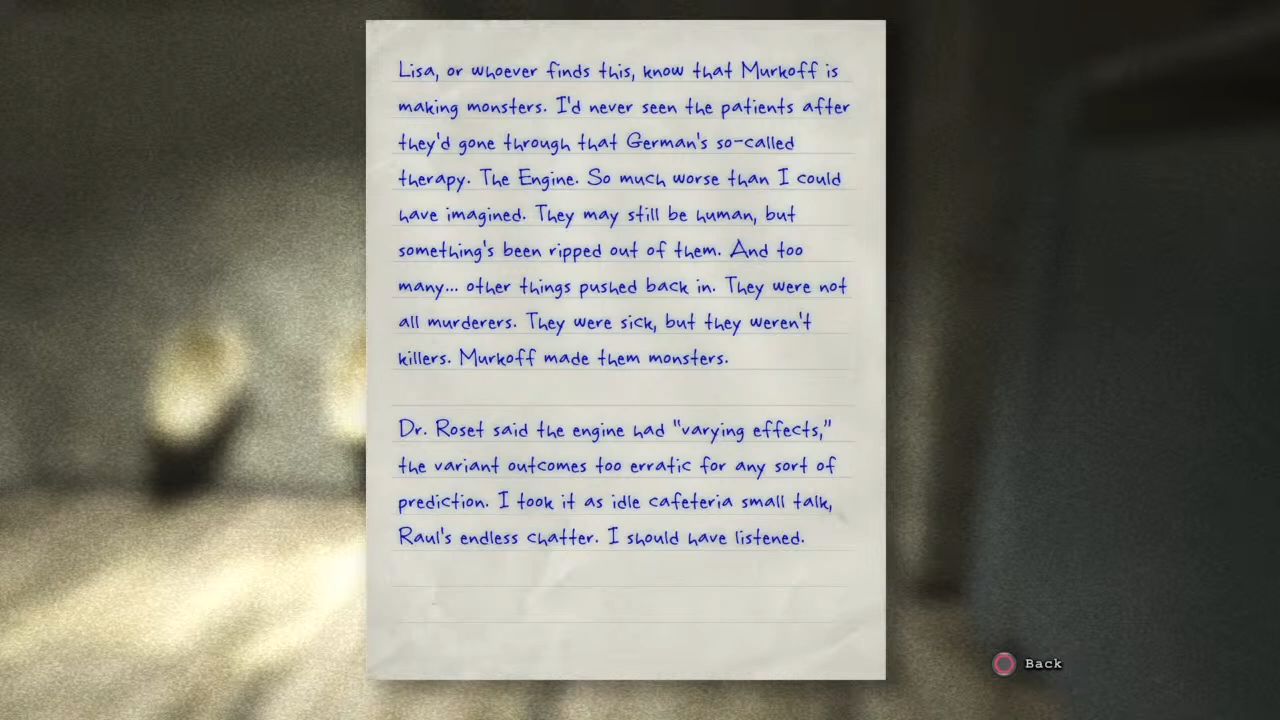 Lisa, or whoever finds this, know that Murkoff is
making monsters. I'd never seen the patients after
they'd gone through that German's so-called
therapy. The Engine. So much worse than I could
have imagined. They may still be human, but
something's been ripped out of them. And too
many... other things pushed back in. They were not
all murderers. They were sick, but they weren't
killers. Murkoff made them monsters.
Dr. Roset said the engine had "varying effects,"
the variant outcomes too erratic for any sort of
prediction. I took it as idle cafeteria small talk,
Raul's endless chatter. I should have listened.
Back